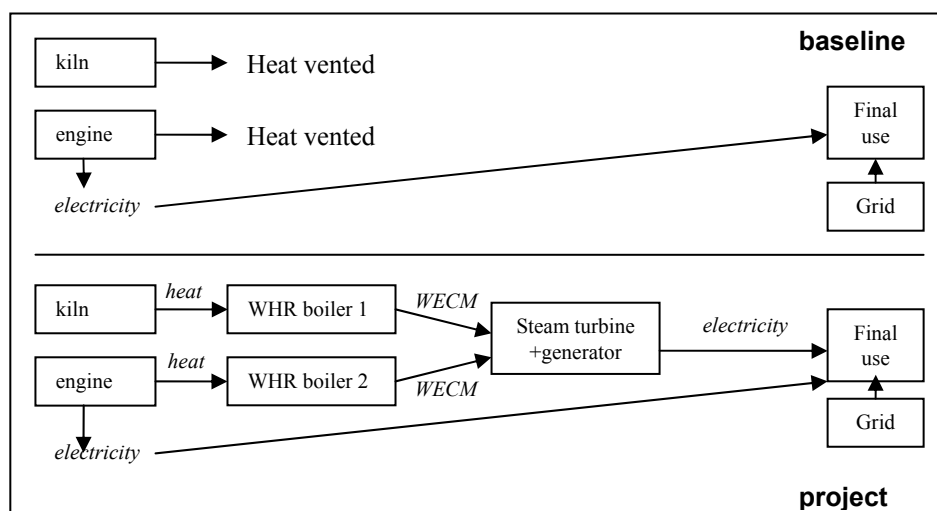 baseline
kiln
Heat vented
engine
Heat vented
electricity
Final
use
Grid
kiln
heat
WHR boiler 1
WECM
Steam turbine
+generator
electricity
Final
use
engine
heat
WHR boiler 2
WECM
Grid
electricity
project